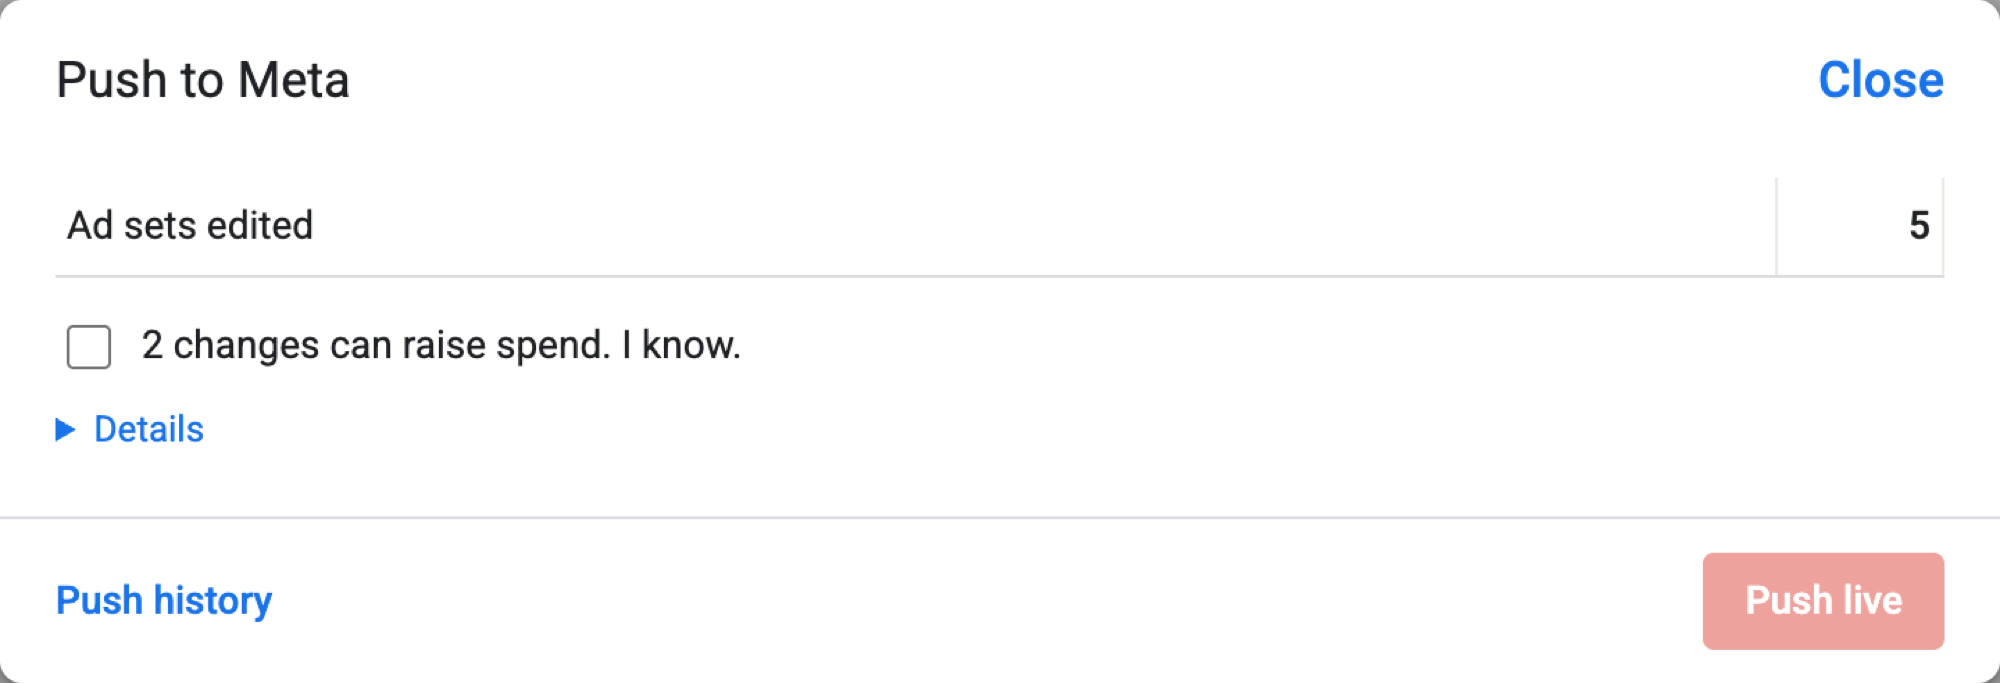 Push to Meta
Close
Ad sets edited
5
2 changes can raise spend. I know.
Details
Push history
Push live